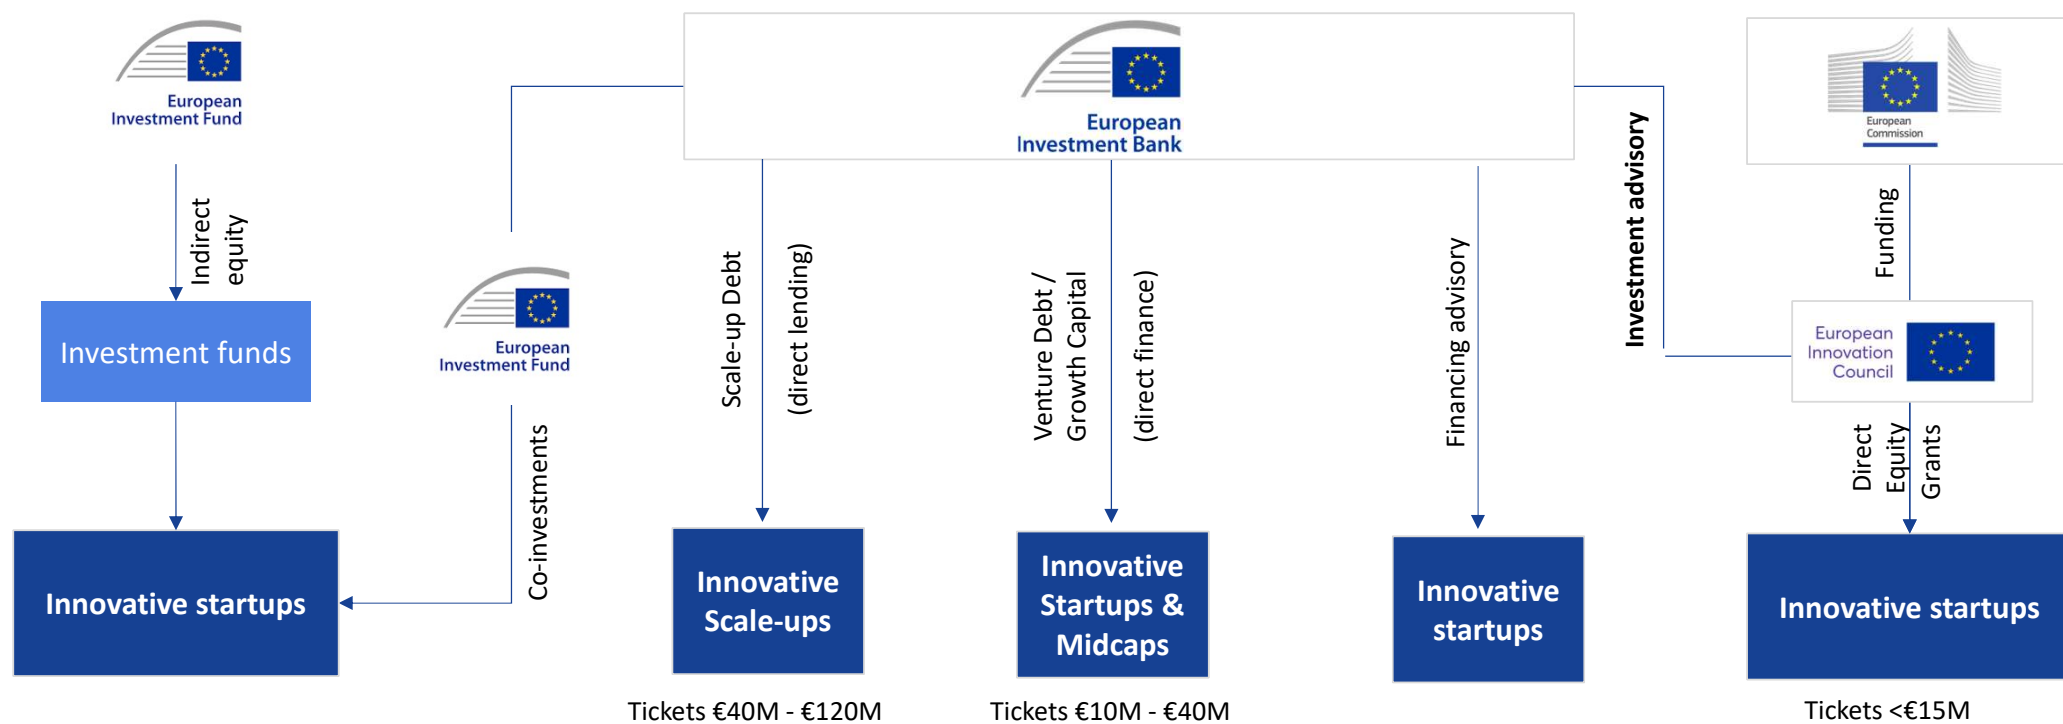 European
Investment Fund
Indirect
equity
Investment funds
Innovative startups
European
Investment Fund
Co-investments
European
Investment Bank
Scale-up Debt
(direct lending)
Innovative
Scale-ups
Tickets €40M - €120M
Venture Debt /
Growth Capital
(direct finance)
Innovative
Startups &
Midcaps
Tickets €10M - €40M
Financing advisory
Innovative
startups
Investment advisory
European
Commission
Funding
European
Innovation
Council
Direct
Equity
Grants
Innovative startups
Tickets <€15M